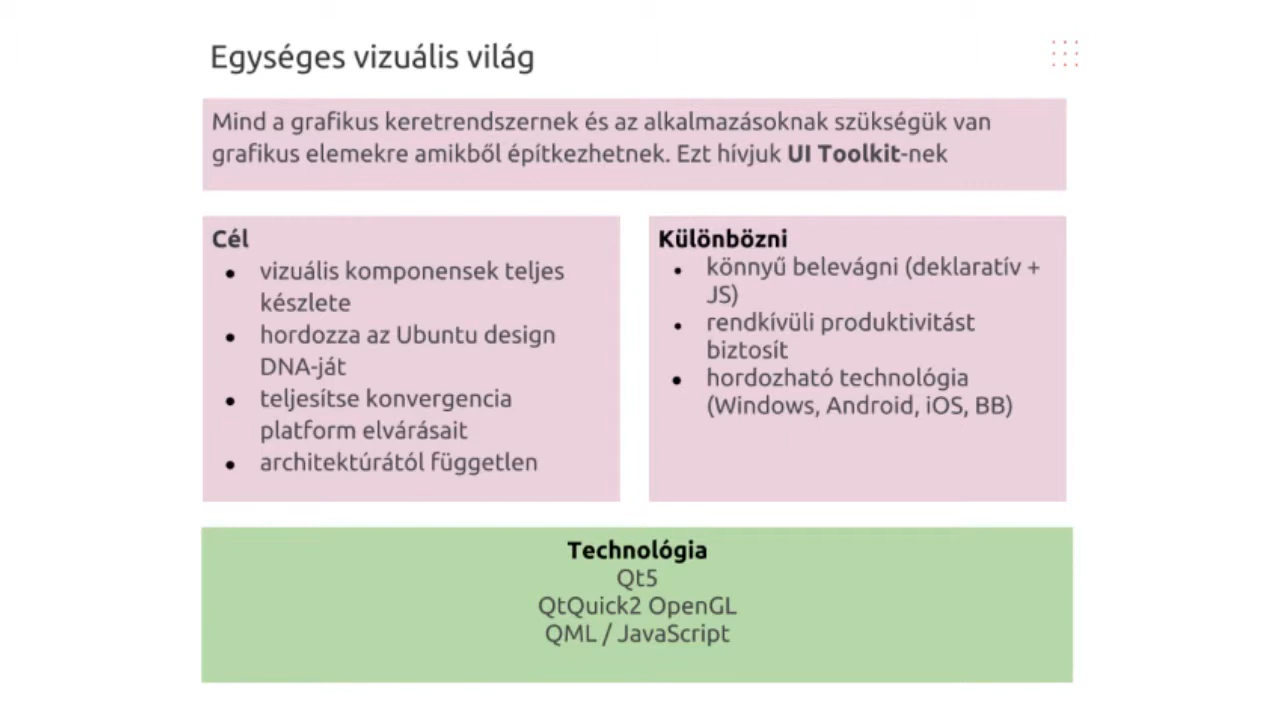 Egységes vizuális világ
Mind a grafikus keretrendszernek és az alkalmazásoknak szükségük van
grafikus elemekre amikből építkezhetnek. Ezt hívjuk UI Toolkit-nek
Cél
● vizuális komponensek teljes
készlete
● hordozza az Ubuntu design
DNA-ját
● teljesítse konvergencia
platform elvárásait
● architektúrától független
Különbözni
● könnyű belevágni (deklaratív +
JS)
● rendkívüli produktivitást
biztosít
● hordozható technológia
(Windows, Android, iOS, BB)
Technológia
Qt5
QtQuick2 OpenGL
QML / JavaScript